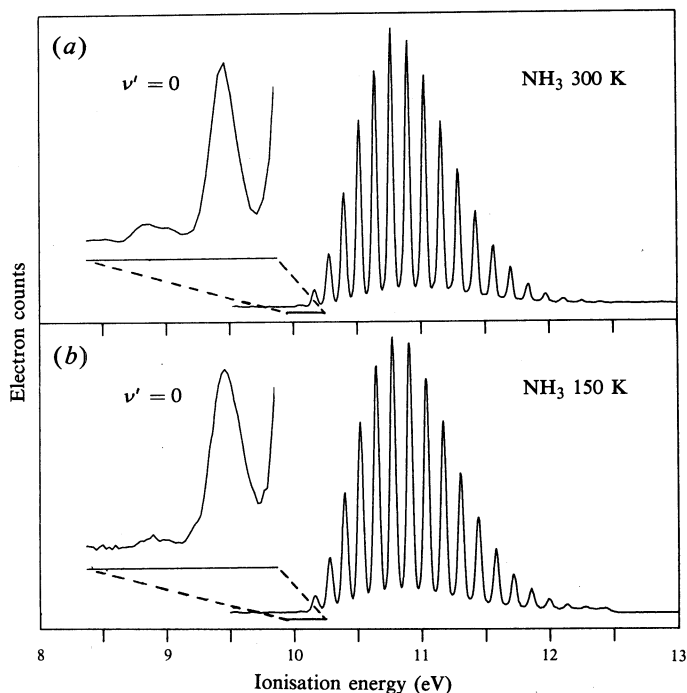 (a)
ν′ = 0
NH₃ 300 K
Electron counts
(b)
ν′ = 0
NH₃ 150 K
8 9 10 11 12 13
Ionisation energy (eV)